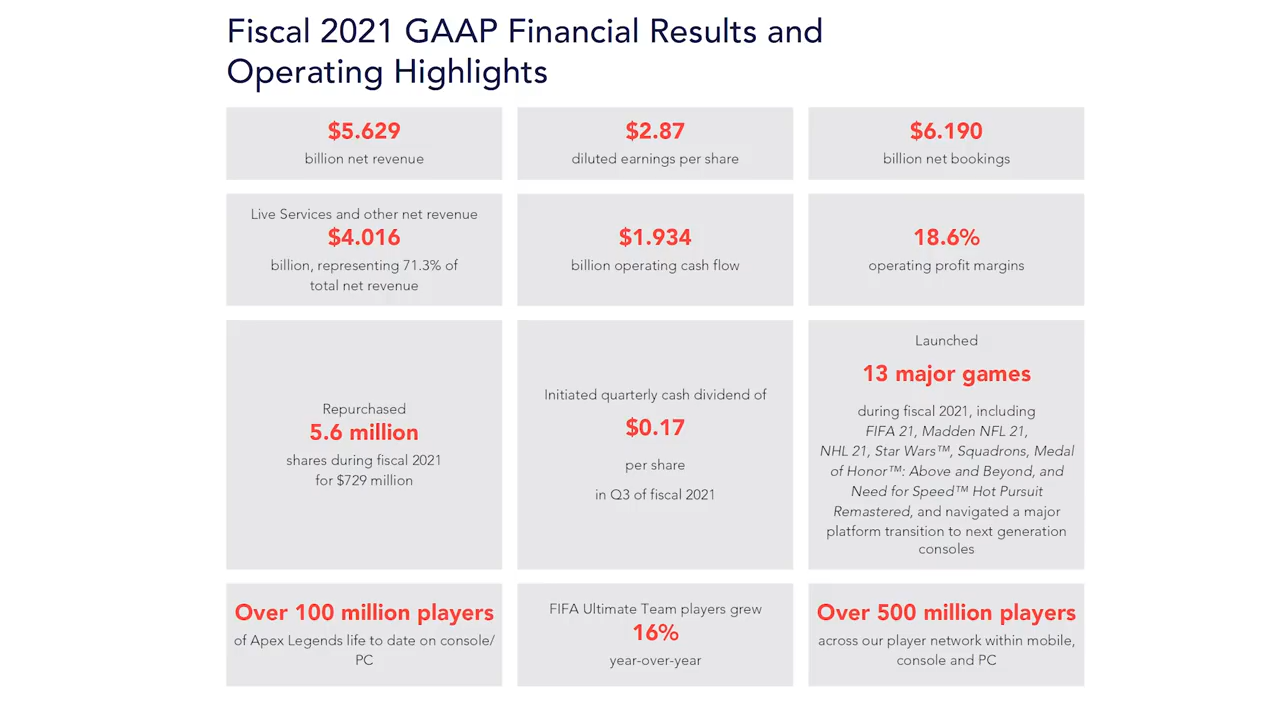 Fiscal 2021 GAAP Financial Results and
Operating Highlights
$5.629
billion net revenue
$2.87
diluted earnings per share
$6.190
billion net bookings
Live Services and other net revenue
$4.016
billion, representing 71.3% of
total net revenue
$1.934
billion operating cash flow
18.6%
operating profit margins
Repurchased
5.6 million
shares during fiscal 2021
for $729 million
Initiated quarterly cash dividend of
$0.17
per share
in Q3 of fiscal 2021
Launched
13 major games
during fiscal 2021, including
FIFA 21, Madden NFL 21,
NHL 21, Star Wars™, Squadrons, Medal
of Honor™: Above and Beyond, and
Need for Speed™ Hot Pursuit
Remastered, and navigated a major
platform transition to next generation
consoles
Over 100 million players
of Apex Legends life to date on console/
PC
FIFA Ultimate Team players grew
16%
year-over-year
Over 500 million players
across our player network within mobile,
console and PC